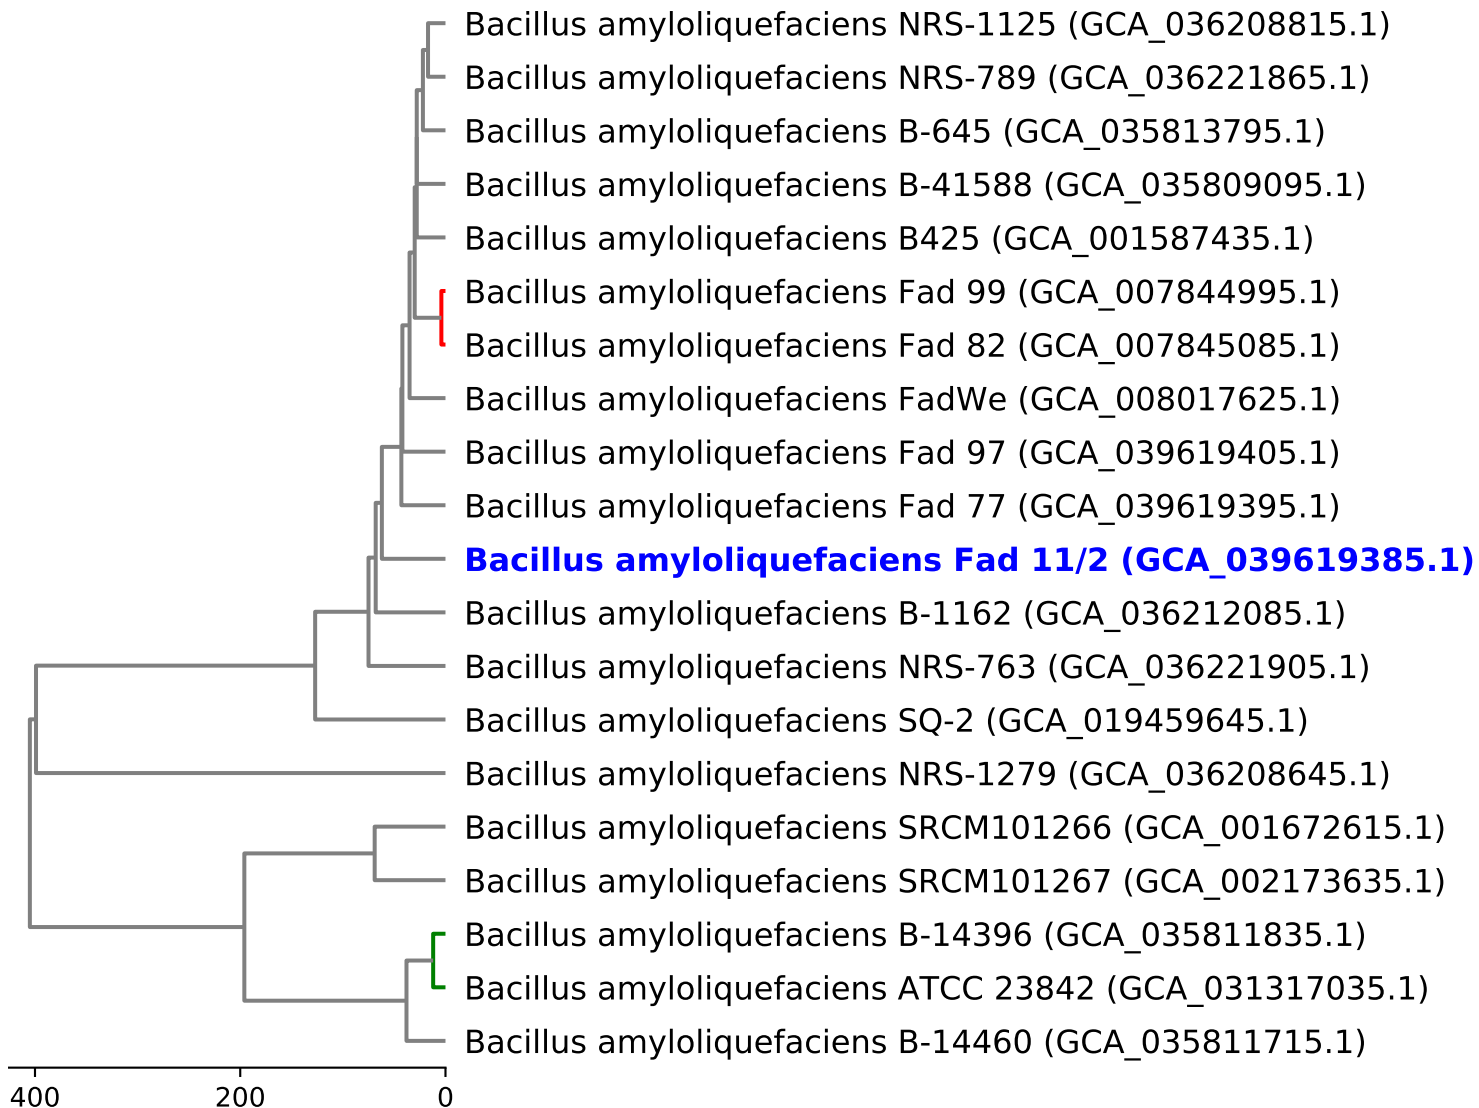 Bacillus amyloliquefaciens NRS-1125 (GCA_036208815.1)
Bacillus amyloliquefaciens NRS-789 (GCA_036221865.1)
Bacillus amyloliquefaciens B-645 (GCA_035813795.1)
Bacillus amyloliquefaciens B-41588 (GCA_035809095.1)
Bacillus amyloliquefaciens B425 (GCA_001587435.1)
Bacillus amyloliquefaciens Fad 99 (GCA_007844995.1)
Bacillus amyloliquefaciens Fad 82 (GCA_007845085.1)
Bacillus amyloliquefaciens FadWe (GCA_008017625.1)
Bacillus amyloliquefaciens Fad 97 (GCA_039619405.1)
Bacillus amyloliquefaciens Fad 77 (GCA_039619395.1)
Bacillus amyloliquefaciens Fad 11/2 (GCA_039619385.1)
Bacillus amyloliquefaciens B-1162 (GCA_036212085.1)
Bacillus amyloliquefaciens NRS-763 (GCA_036221905.1)
Bacillus amyloliquefaciens SQ-2 (GCA_019459645.1)
Bacillus amyloliquefaciens NRS-1279 (GCA_036208645.1)
Bacillus amyloliquefaciens SRCM101266 (GCA_001672615.1)
Bacillus amyloliquefaciens SRCM101267 (GCA_002173635.1)
Bacillus amyloliquefaciens B-14396 (GCA_035811835.1)
Bacillus amyloliquefaciens ATCC 23842 (GCA_031317035.1)
Bacillus amyloliquefaciens B-14460 (GCA_035811715.1)
400 200 0